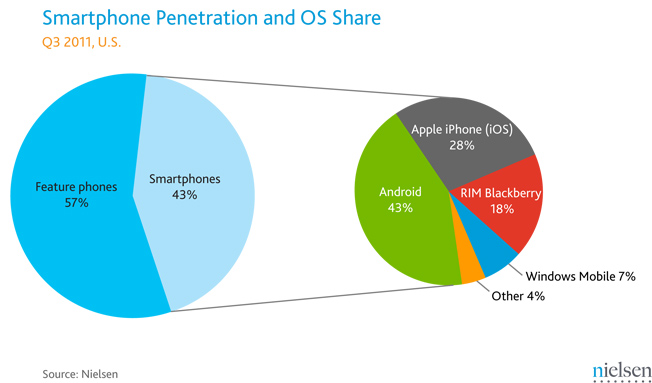 Smartphone Penetration and OS Share
Q3 2011, U.S.
Feature phones
57%
Smartphones
43%
Apple iPhone (iOS)
28%
Android
43%
RIM Blackberry
18%
Windows Mobile 7%
Other 4%
Source: Nielsen
nielsen